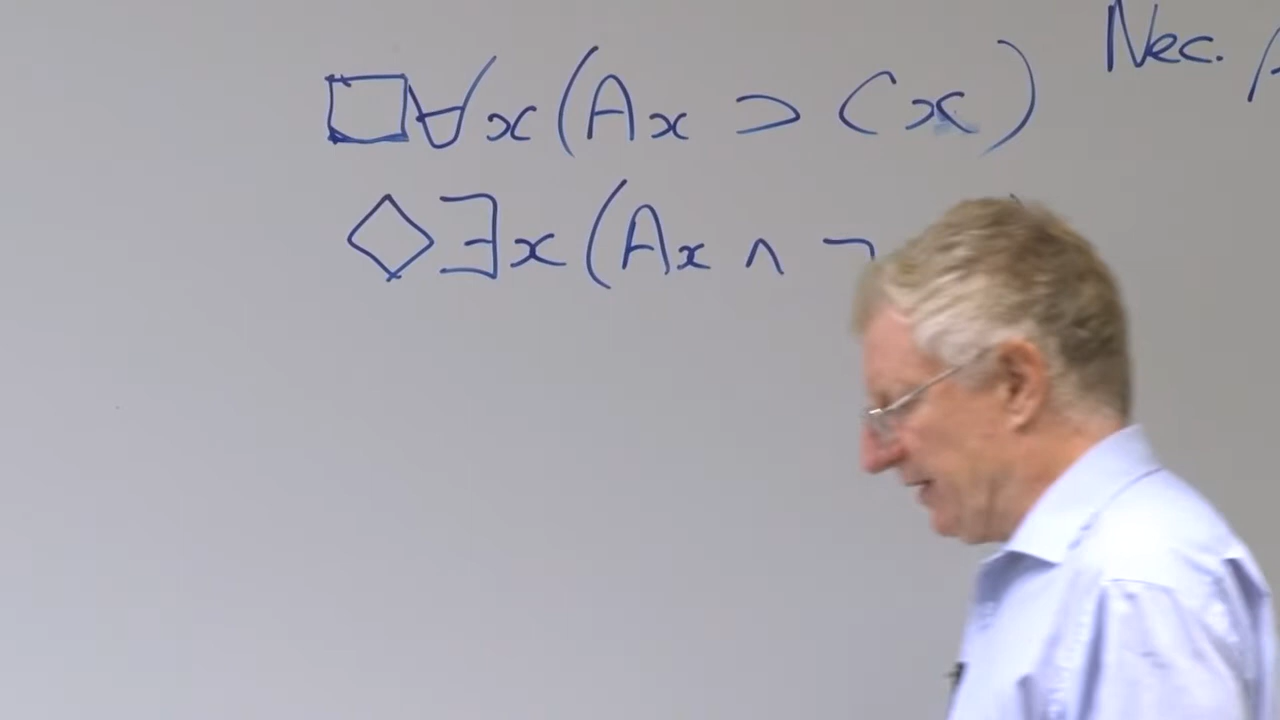 □∀x(Ax ⊃ Cx) Nec.
◇∃x(Ax ∧ ¬